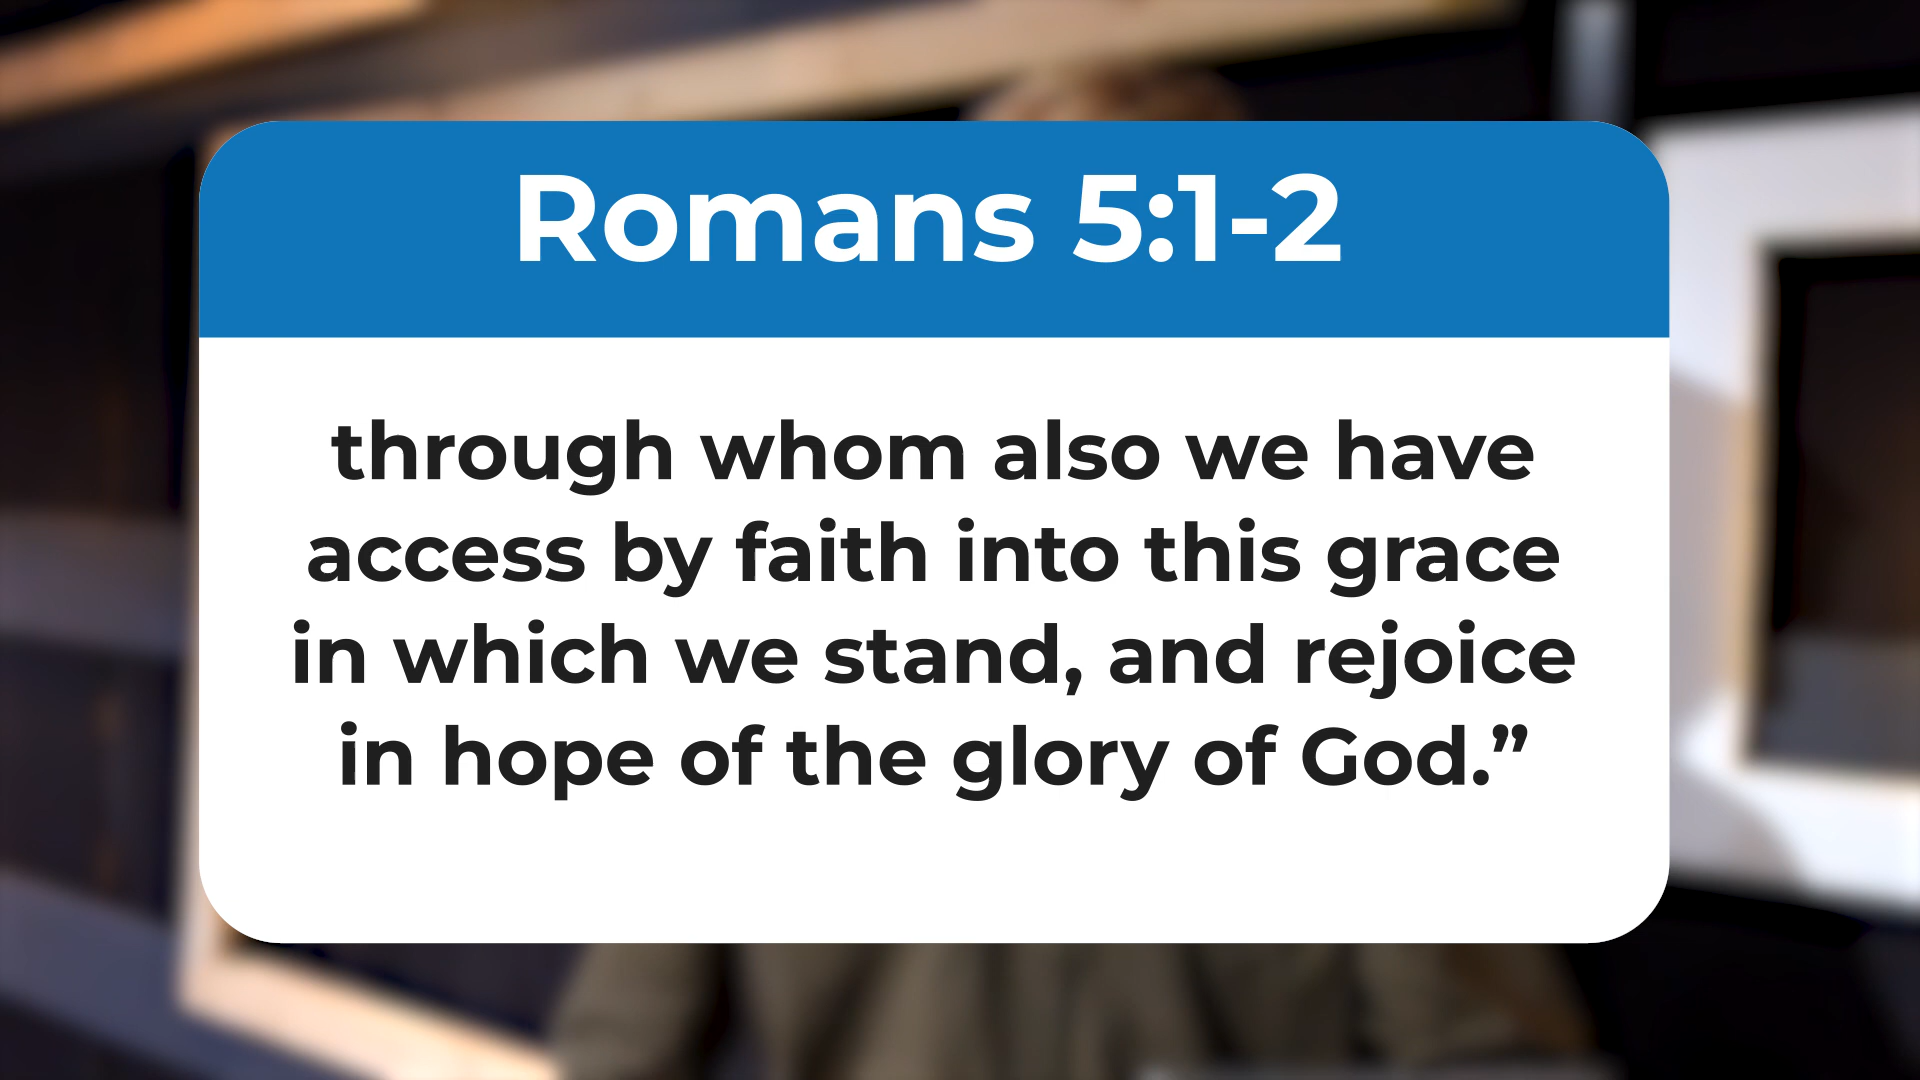 Romans 5:1-2
through whom also we have
access by faith into this grace
in which we stand, and rejoice
in hope of the glory of God.”